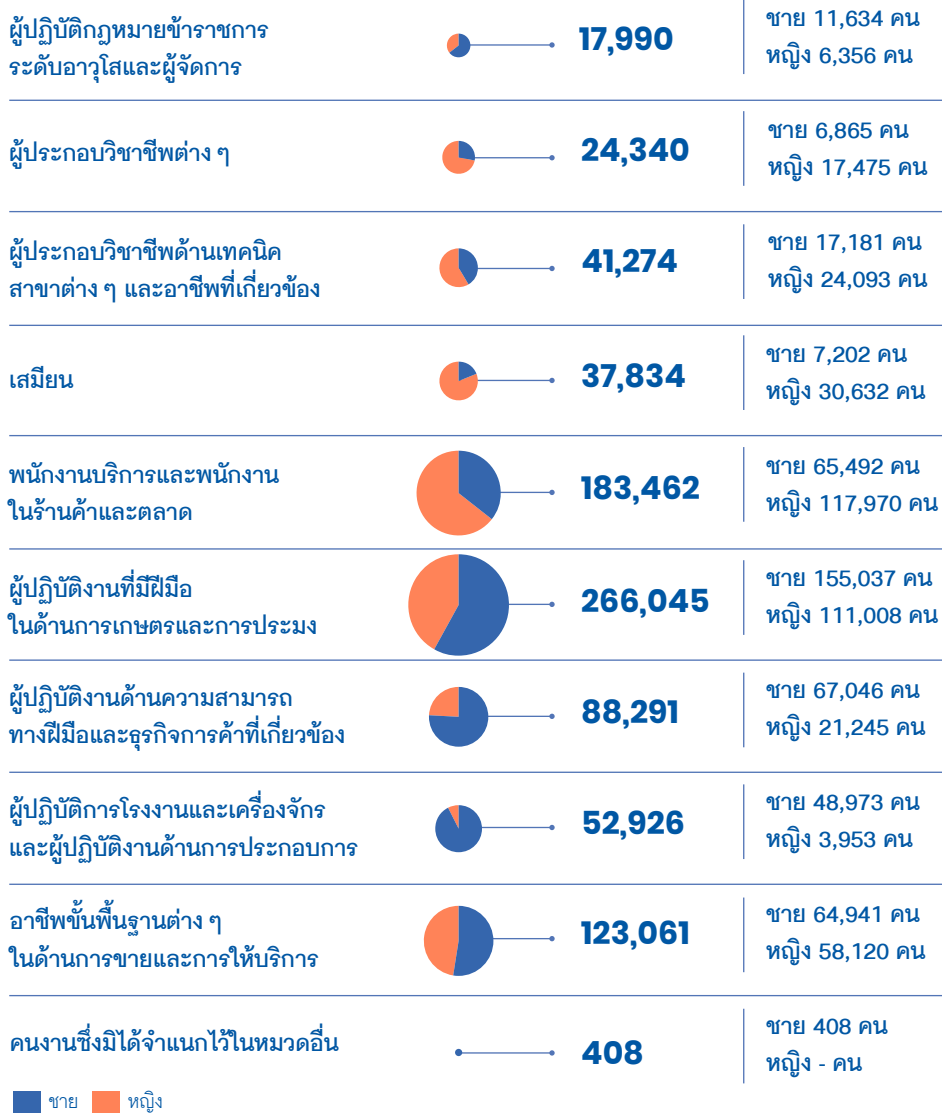 ผู้ปฏิบัติกฎหมายข้าราชการ
ระดับอาวุโสและผู้จัดการ
17,990
ชาย 11,634 คน
หญิง 6,356 คน
ผู้ประกอบวิชาชีพต่าง ๆ
24,340
ชาย 6,865 คน
หญิง 17,475 คน
ผู้ประกอบวิชาชีพด้านเทคนิค
สาขาต่าง ๆ และอาชีพที่เกี่ยวข้อง
41,274
ชาย 17,181 คน
หญิง 24,093 คน
เสมียน
37,834
ชาย 7,202 คน
หญิง 30,632 คน
พนักงานบริการและพนักงาน
ในร้านค้าและตลาด
183,462
ชาย 65,492 คน
หญิง 117,970 คน
ผู้ปฏิบัติงานที่มีฝีมือ
ในด้านการเกษตรและการประมง
266,045
ชาย 155,037 คน
หญิง 111,008 คน
ผู้ปฏิบัติงานด้านความสามารถ
ทางฝีมือและธุรกิจการค้าที่เกี่ยวข้อง
88,291
ชาย 67,046 คน
หญิง 21,245 คน
ผู้ปฏิบัติการโรงงานและเครื่องจักร
และผู้ปฏิบัติงานด้านการประกอบการ
52,926
ชาย 48,973 คน
หญิง 3,953 คน
อาชีพขั้นพื้นฐานต่าง ๆ
ในด้านการขายและการให้บริการ
123,061
ชาย 64,941 คน
หญิง 58,120 คน
คนงานซึ่งมิได้จำแนกไว้ในหมวดอื่น
408
ชาย 408 คน
หญิง - คน
ชาย หญิง